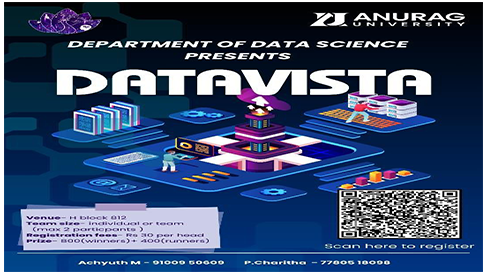 ANURAG
UNIVERSITY
DEPARTMENT OF DATA SCIENCE
PRESENTS
DATAVISTA
Venue- H block 812
Team size- individual or team
(max 2 particpants )
Registration fees- Rs 30 per head
Prize- 800(winners)+ 400(runners)
Scan here to register
Achyuth M - 91009 50609 P.Charitha - 77805 18098